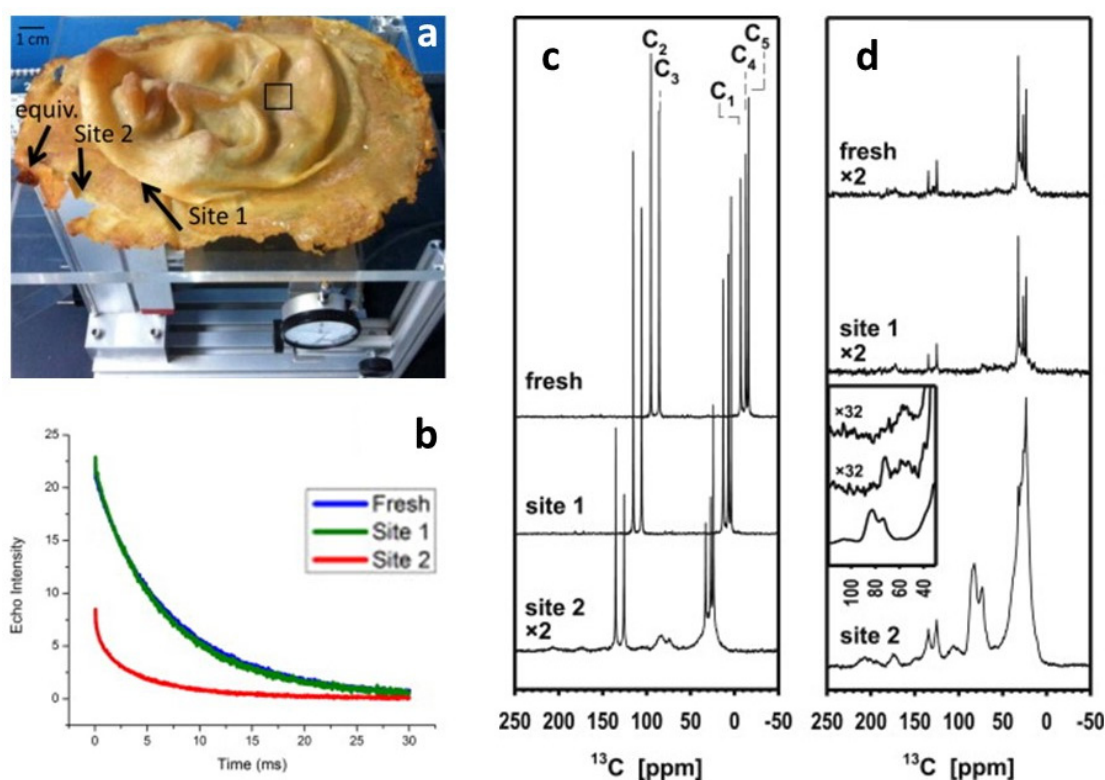 a
1 cm
equiv.
Site 2
Site 1
b
25
20
15
10
5
0
Echo Intensity
Fresh
Site 1
Site 2
0 5 10 15 20 25 30
Time (ms)
c
C2
C3
C1
C4
C5
fresh
site 1
site 2
×2
250 200 150 100 50 0 -50
13C [ppm]
d
fresh
×2
site 1
×2
×32
×32
100 80 60 40
site 2
250 200 150 100 50 0 -50
13C [ppm]